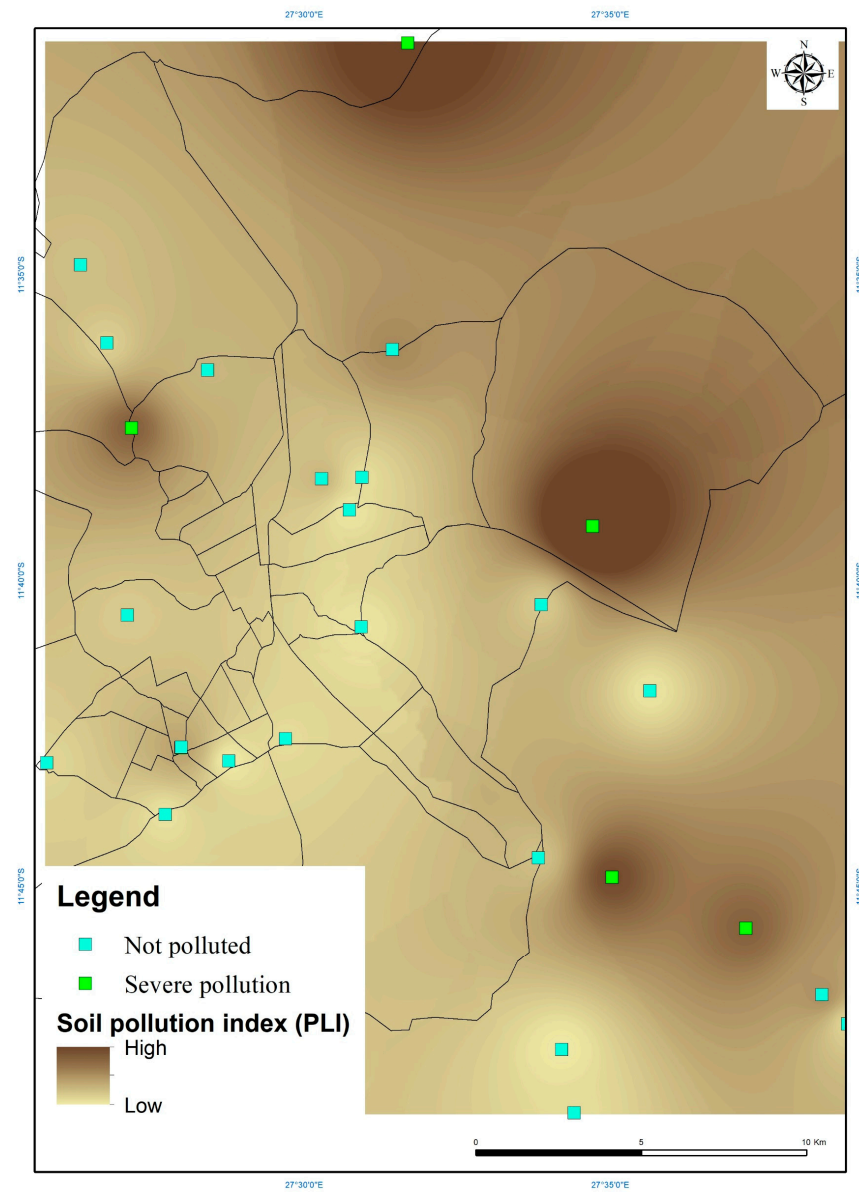 27°30'0"E 27°35'0"E
N
W E
S
11°35'0"S
11°40'0"S
11°45'0"S
Legend
Not polluted
Severe pollution
Soil pollution index (PLI)
High
Low
0 5 10 Km
27°30'0"E 27°35'0"E